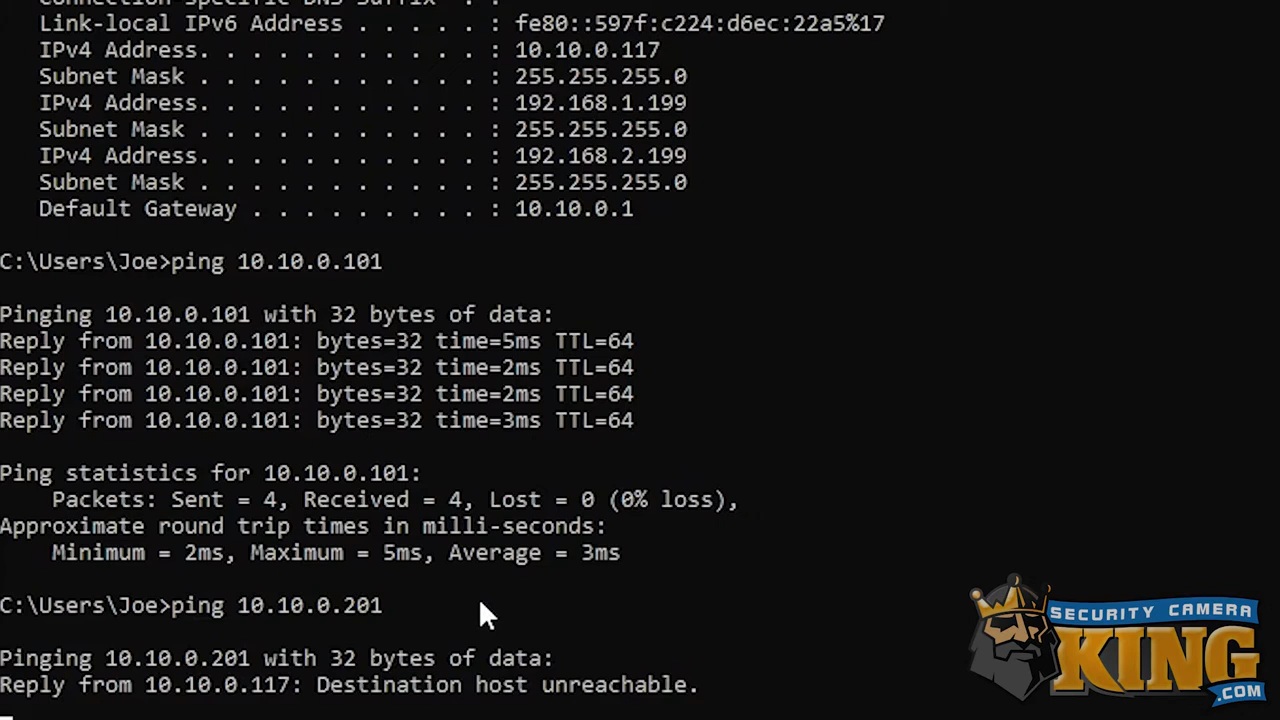 Connection-specific DNS Suffix . :
Link-local IPv6 Address . . . . . : fe80::597f:c224:d6ec:22a5%17
IPv4 Address. . . . . . . . . . . : 10.10.0.117
Subnet Mask . . . . . . . . . . . : 255.255.255.0
IPv4 Address. . . . . . . . . . . : 192.168.1.199
Subnet Mask . . . . . . . . . . . : 255.255.255.0
IPv4 Address. . . . . . . . . . . : 192.168.2.199
Subnet Mask . . . . . . . . . . . : 255.255.255.0
Default Gateway . . . . . . . . . : 10.10.0.1
C:\Users\Joe>ping 10.10.0.101
Pinging 10.10.0.101 with 32 bytes of data:
Reply from 10.10.0.101: bytes=32 time=5ms TTL=64
Reply from 10.10.0.101: bytes=32 time=2ms TTL=64
Reply from 10.10.0.101: bytes=32 time=2ms TTL=64
Reply from 10.10.0.101: bytes=32 time=3ms TTL=64
Ping statistics for 10.10.0.101:
Packets: Sent = 4, Received = 4, Lost = 0 (0% loss),
Approximate round trip times in milli-seconds:
Minimum = 2ms, Maximum = 5ms, Average = 3ms
C:\Users\Joe>ping 10.10.0.201
Pinging 10.10.0.201 with 32 bytes of data:
Reply from 10.10.0.117: Destination host unreachable.
SECURITY CAMERA
KING
.COM